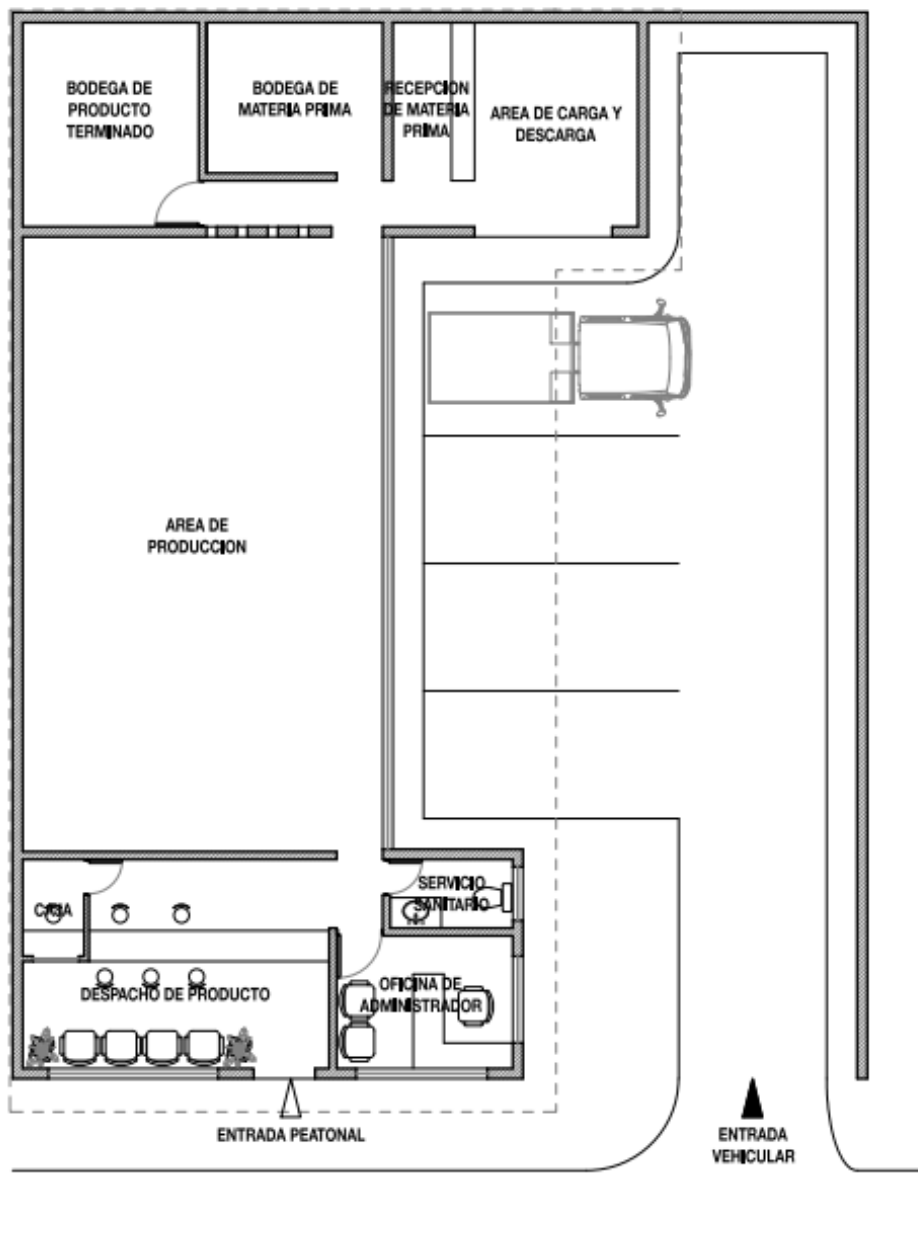 BODEGA DE
PRODUCTO
TERMINADO
BODEGA DE
MATERIA PRIMA
RECEPCION
DE MATERIA
PRIMA
AREA DE CARGA Y
DESCARGA
AREA DE
PRODUCCION
CAJA
SERVICIO
SANITARIO
DESPACHO DE PRODUCTO
OFICINA DE
ADMINISTRADOR
ENTRADA PEATONAL
ENTRADA
VEHICULAR